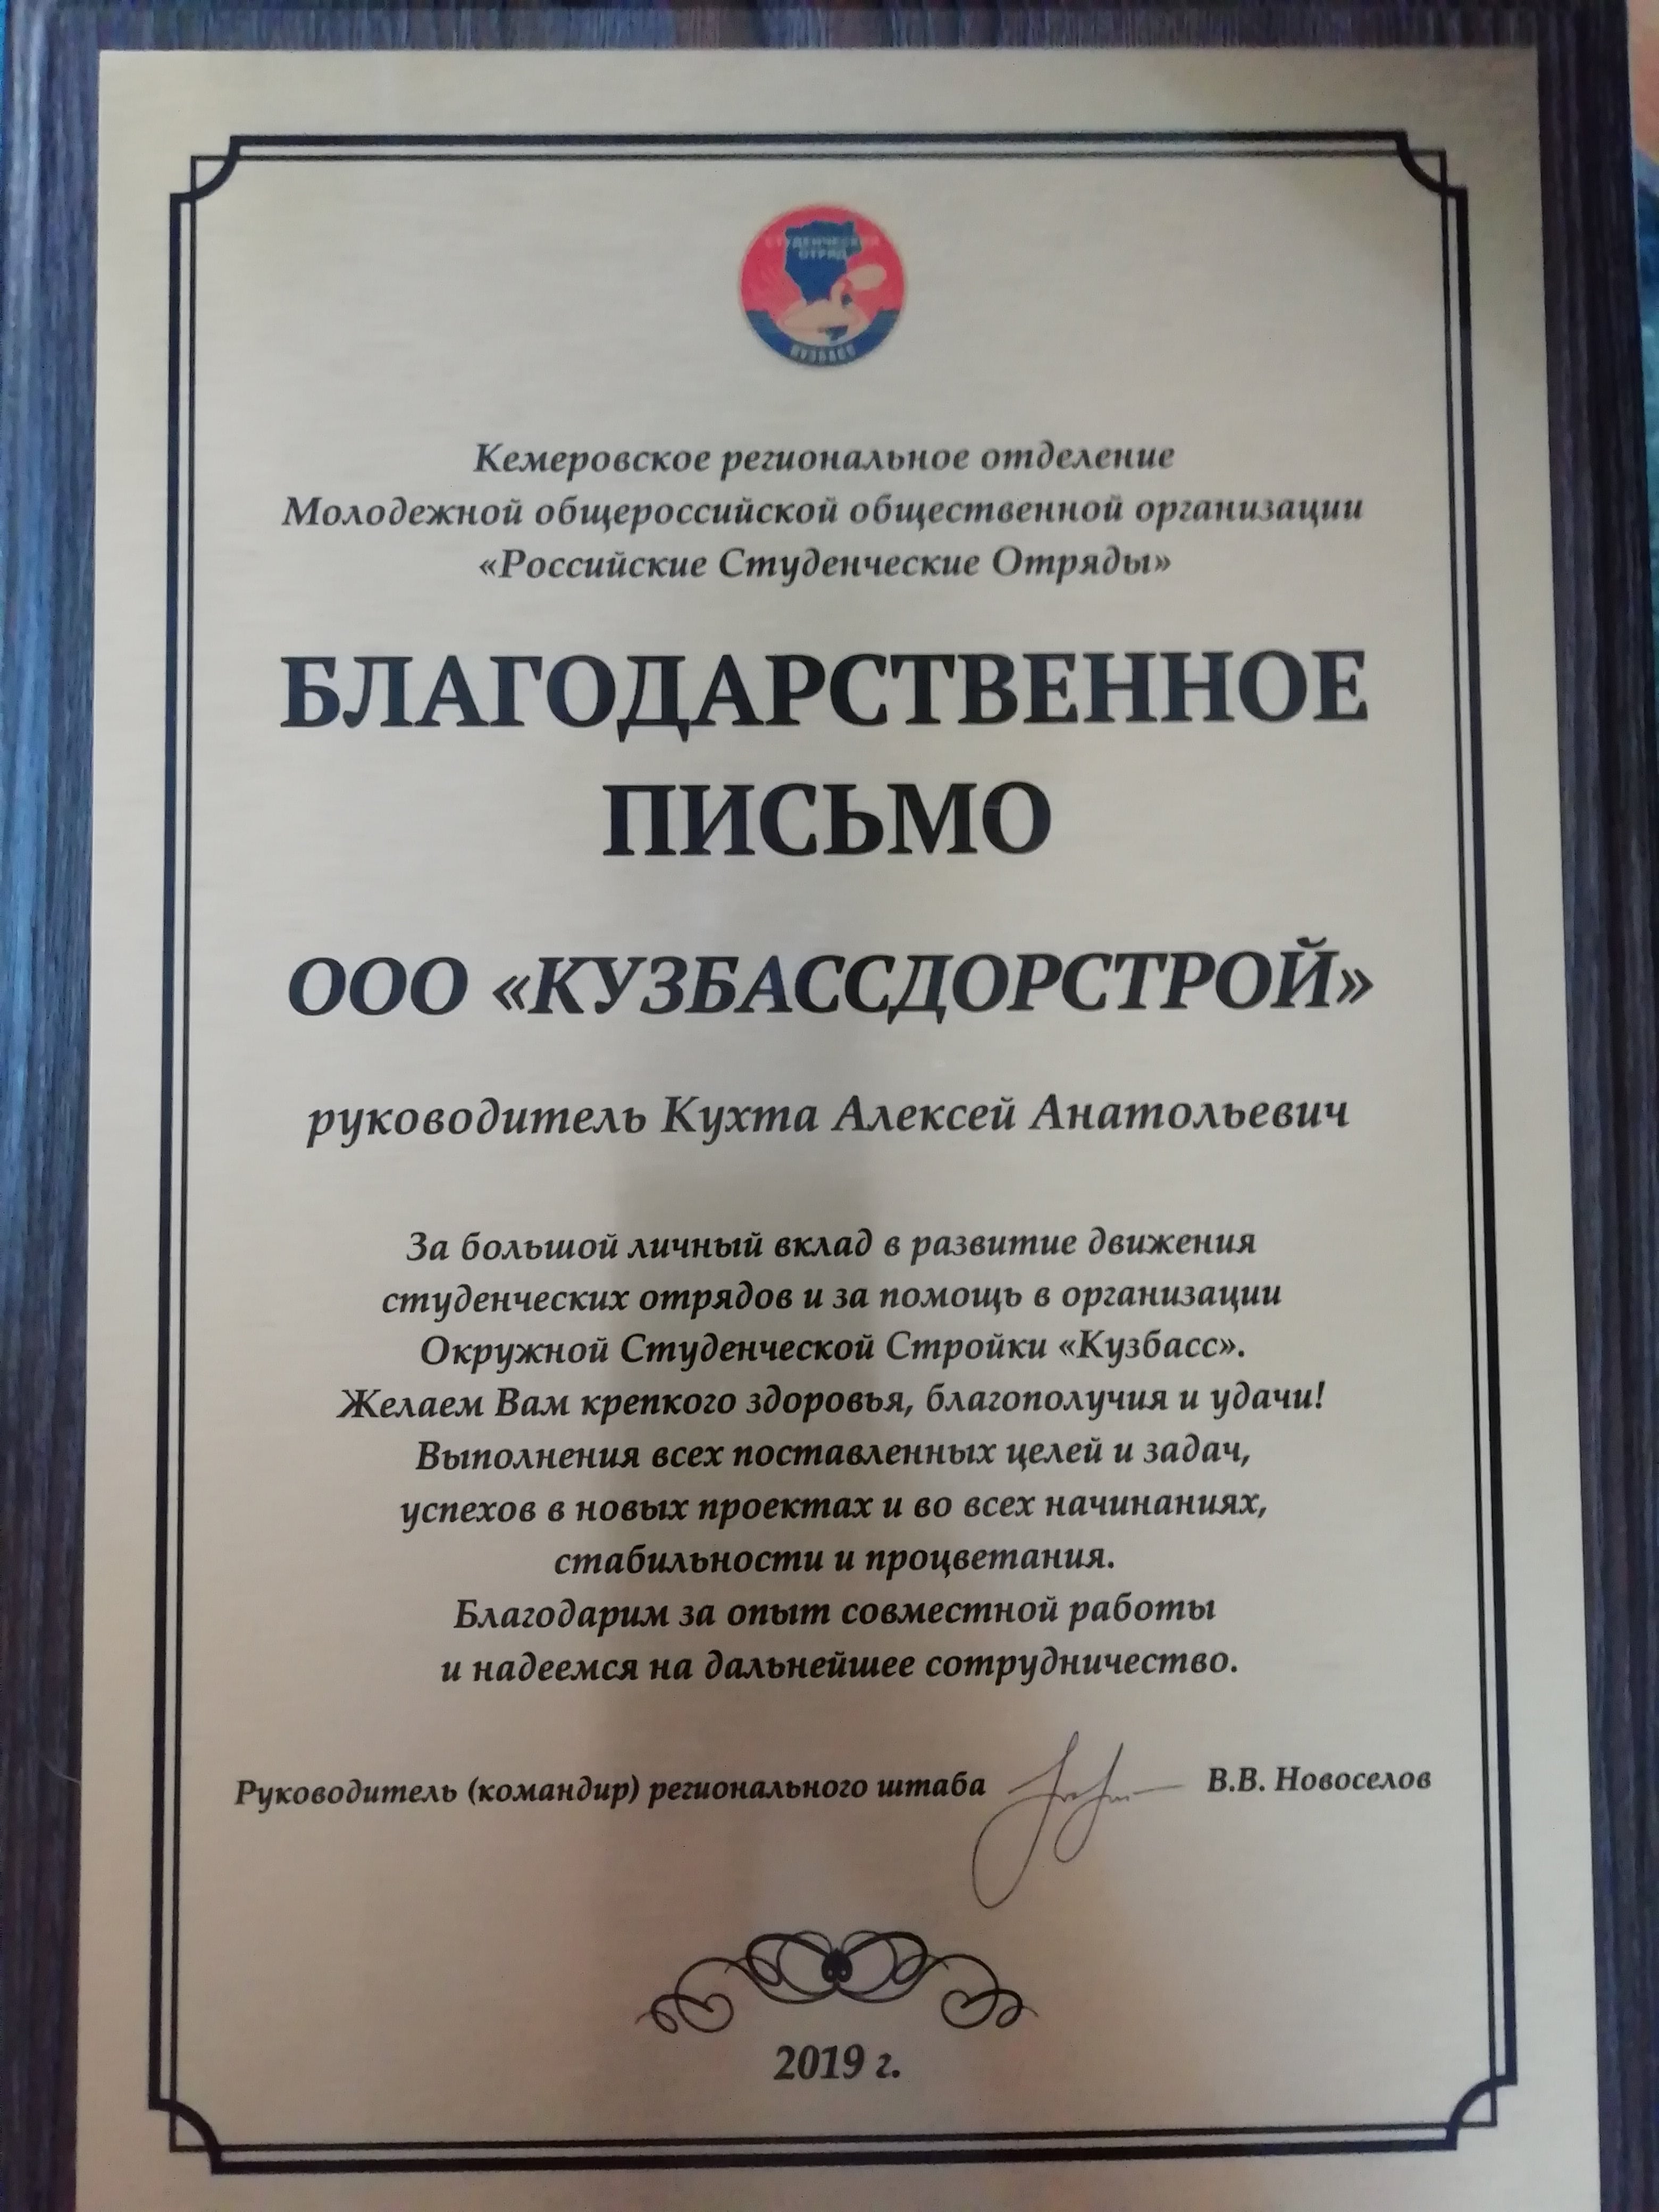 СТУДЕНЧЕСКИЙ
ОТРЯД
КУЗБАСС
Кемеровское региональное отделение
Молодежной общероссийской общественной организации
«Российские Студенческие Отряды»
БЛАГОДАРСТВЕННОЕ
ПИСЬМО
ООО «КУЗБАССДОРСТРОЙ»
руководитель Кухта Алексей Анатольевич
За большой личный вклад в развитие движения
студенческих отрядов и за помощь в организации
Окружной Студенческой Стройки «Кузбасс».
Желаем Вам крепкого здоровья, благополучия и удачи!
Выполнения всех поставленных целей и задач,
успехов в новых проектах и во всех начинаниях,
стабильности и процветания.
Благодарим за опыт совместной работы
и надеемся на дальнейшее сотрудничество.
Руководитель (командир) регионального штаба В.В. Новоселов
2019 г.